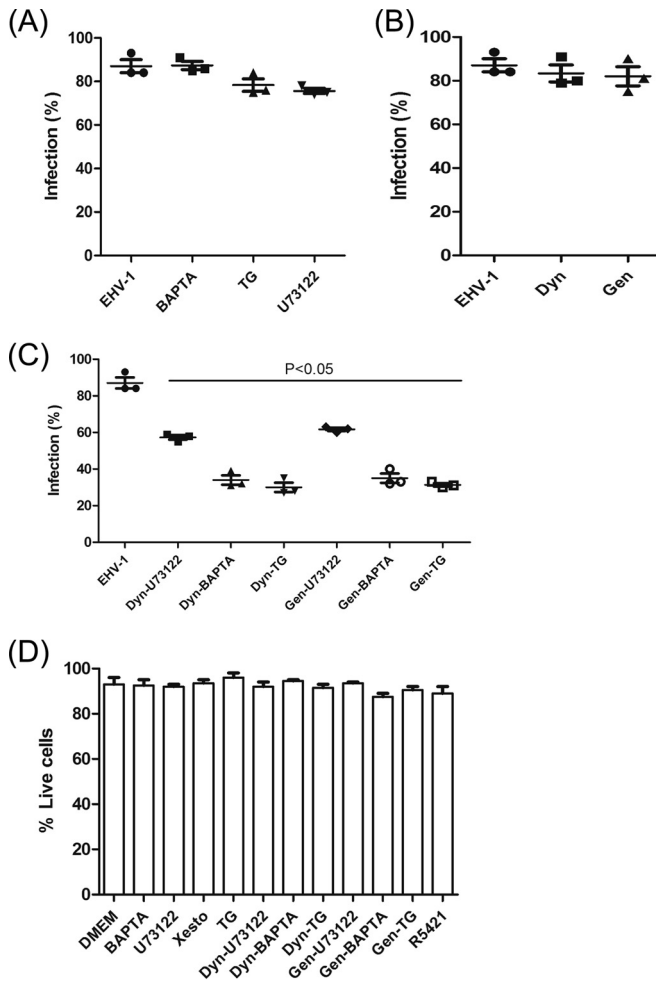 (A)
Infection (%)
100
80
60
40
20
0
EHV-1
BAPTA
TG
U73122
(B)
Infection (%)
100
80
60
40
20
0
EHV-1
Dyn
Gen
(C)
Infection (%)
100
80
60
40
20
0
P<0.05
EHV-1
Dyn-U73122
Dyn-BAPTA
Dyn-TG
Gen-U73122
Gen-BAPTA
Gen-TG
(D)
% Live cells
100
80
60
40
20
0
DMEM
BAPTA
U73122
Xesto
TG
Dyn-U73122
Dyn-BAPTA
Dyn-TG
Gen-U73122
Gen-BAPTA
Gen-TG
R5421